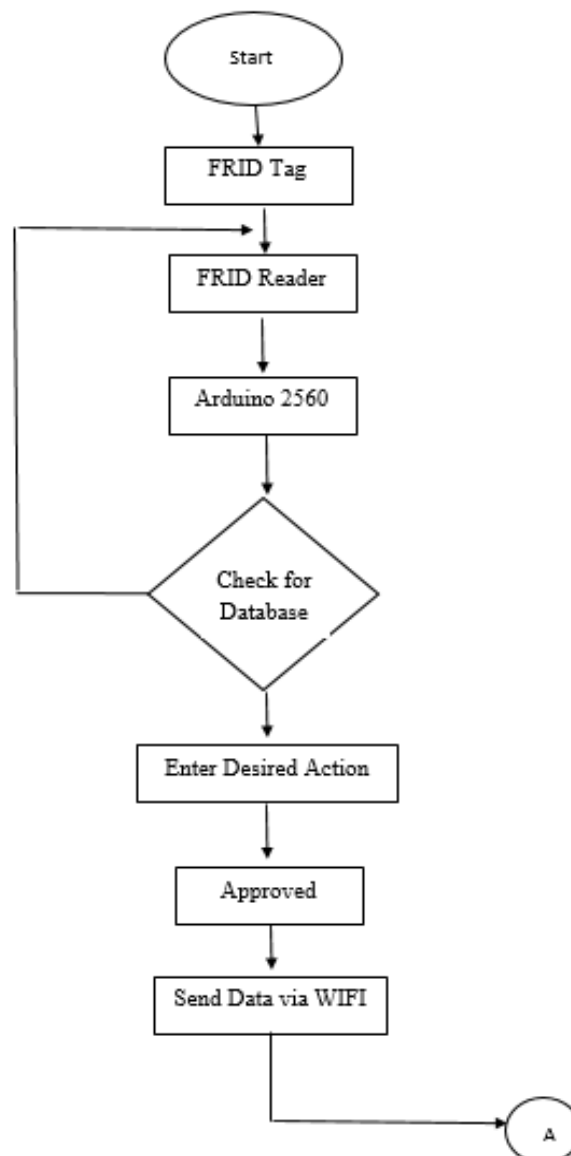 Start
FRID Tag
FRID Reader
Arduino 2560
Check for
Database
Enter Desired Action
Approved
Send Data via WIFI
A